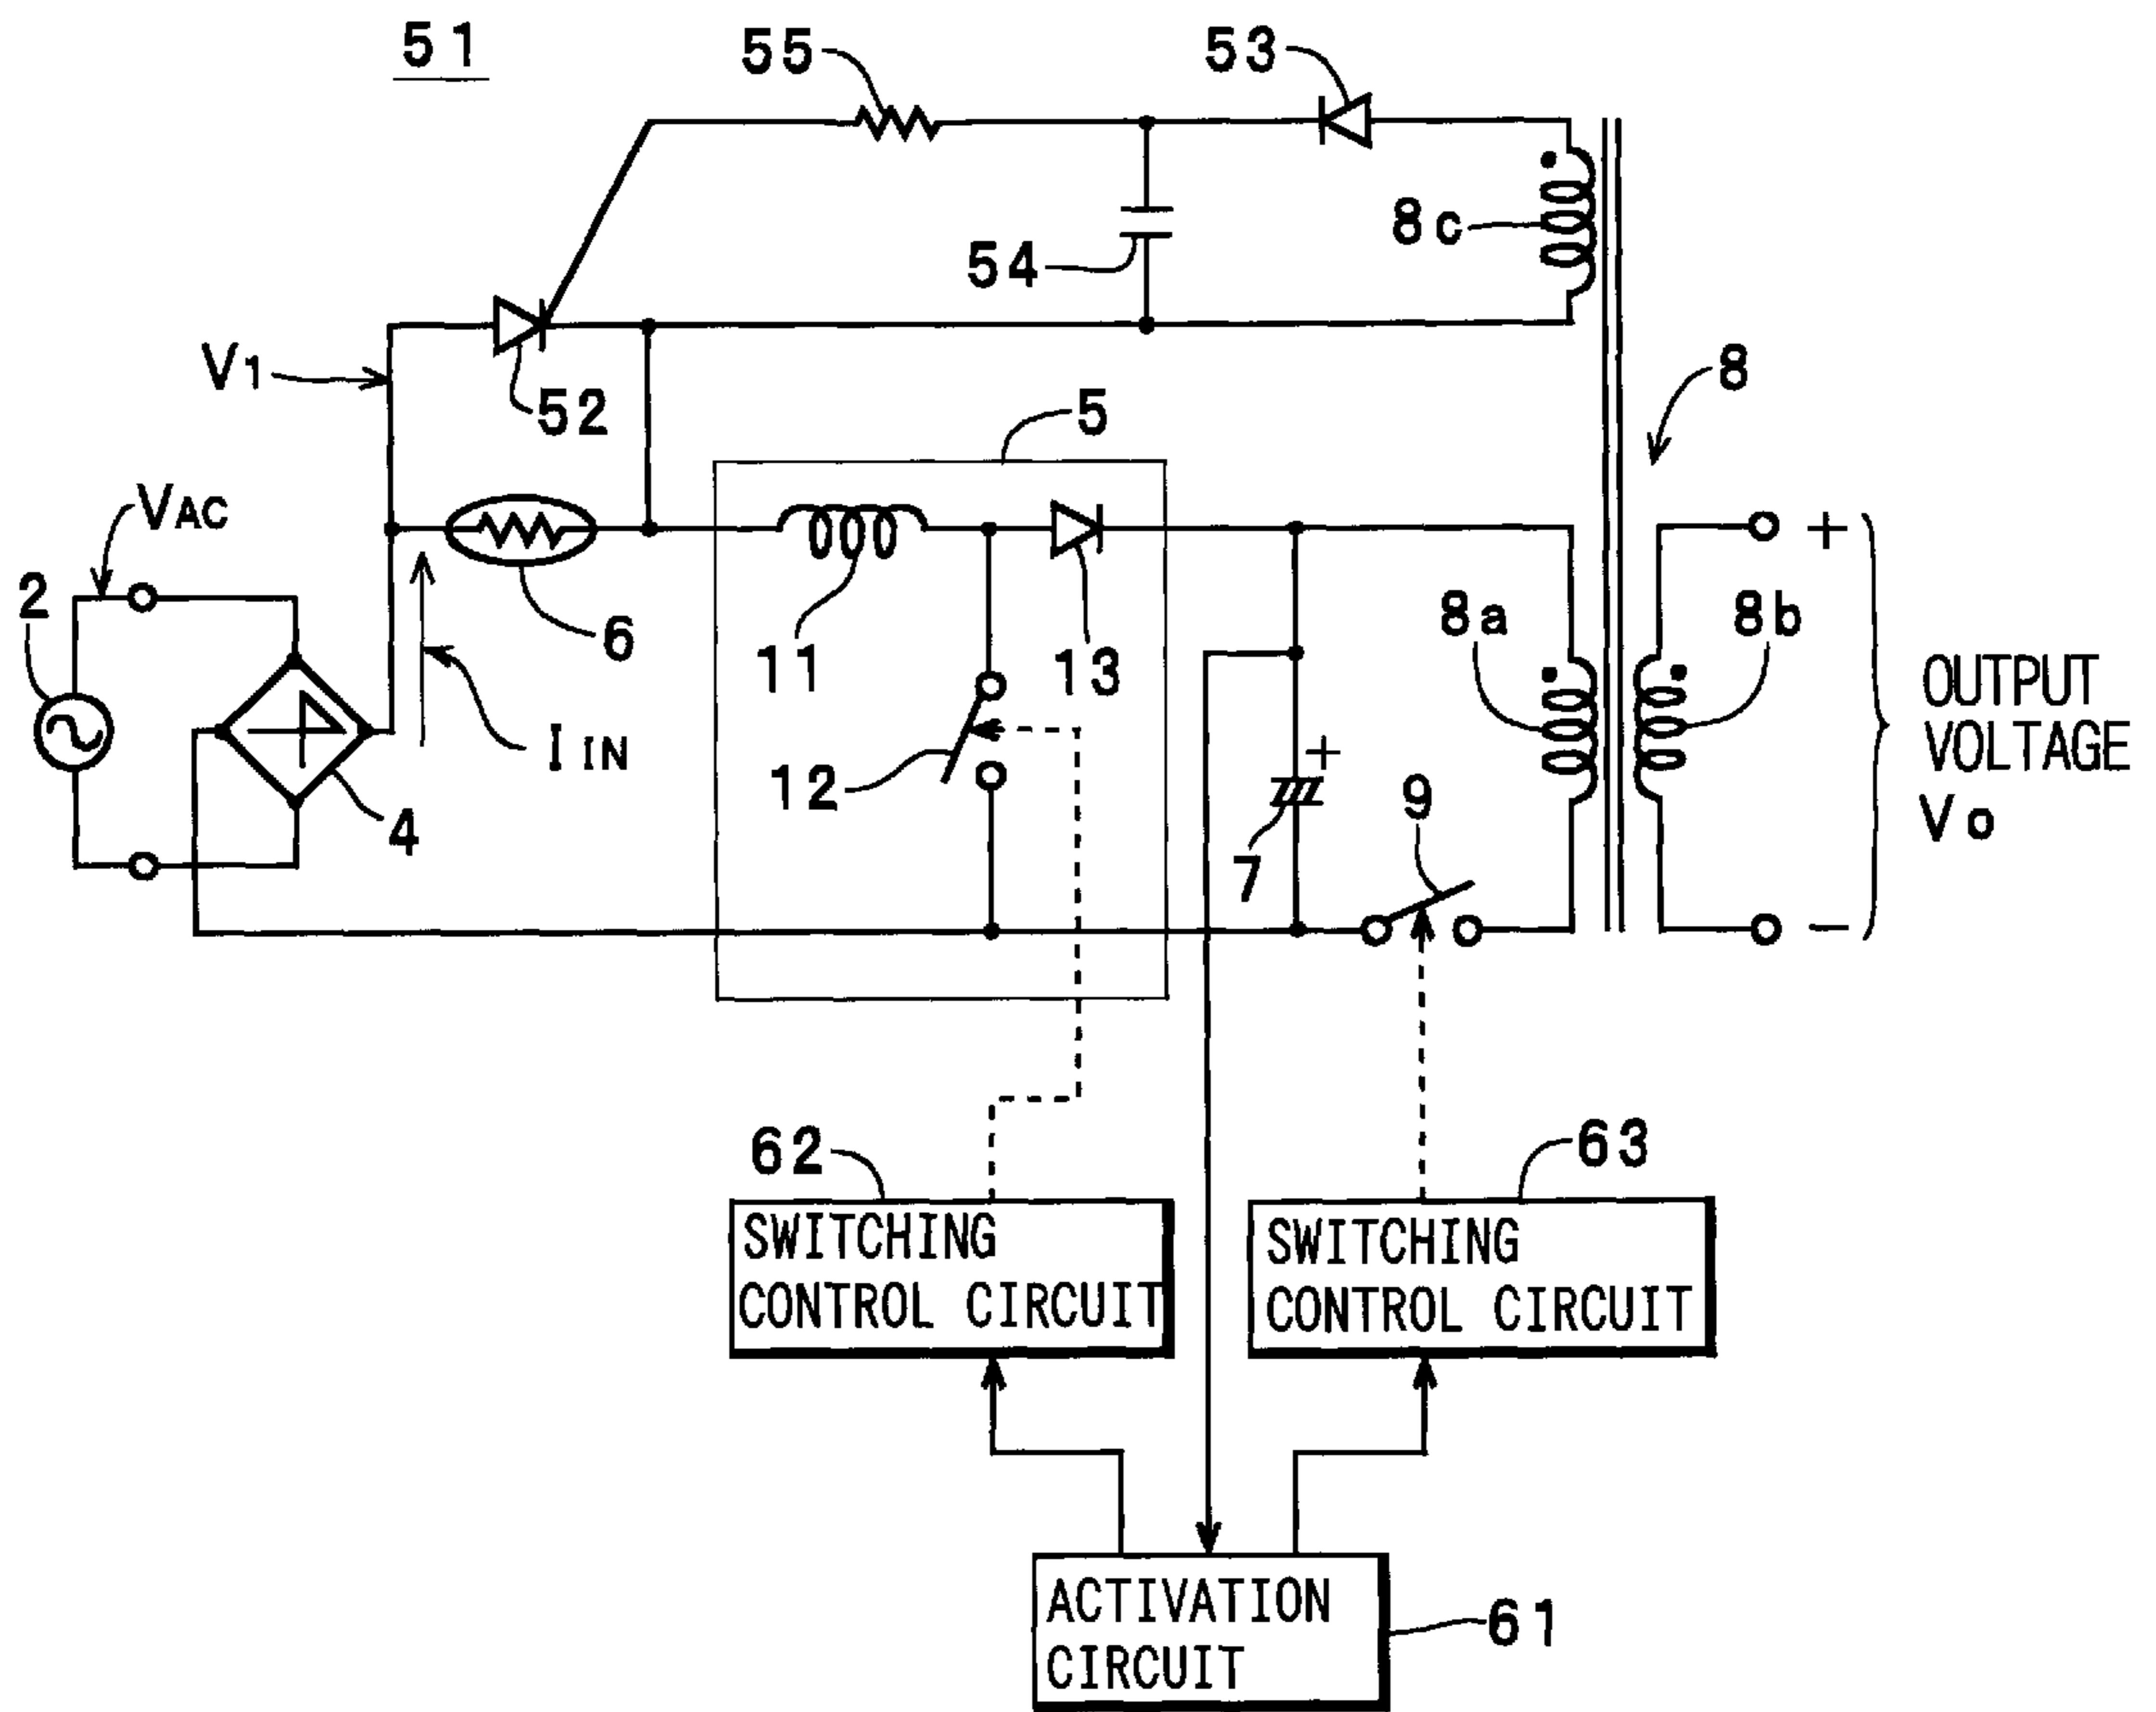 51
55
53
8c
54
V1
52
5
8
VAC
2
6
11
13
8a
8b
+
OUTPUT
VOLTAGE
Vo
IIN
12
+
4
7
9
−
62
63
SWITCHING
CONTROL CIRCUIT
SWITCHING
CONTROL CIRCUIT
ACTIVATION
CIRCUIT
61